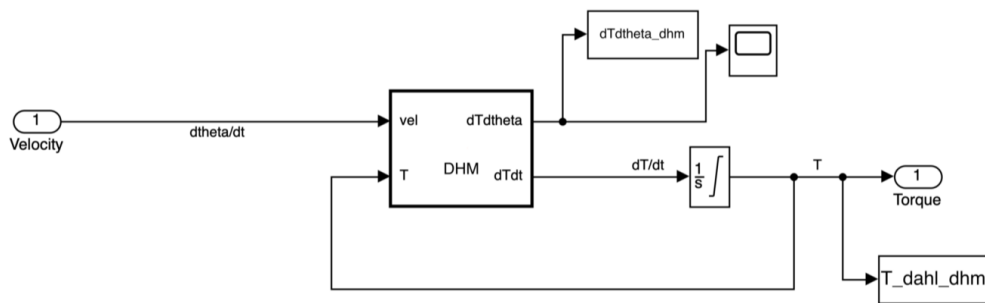 dTdtheta_dhm
1
Velocity
dtheta/dt
vel
dTdtheta
T
DHM
dTdt
dT/dt
1
s
T
1
Torque
T_dahl_dhm